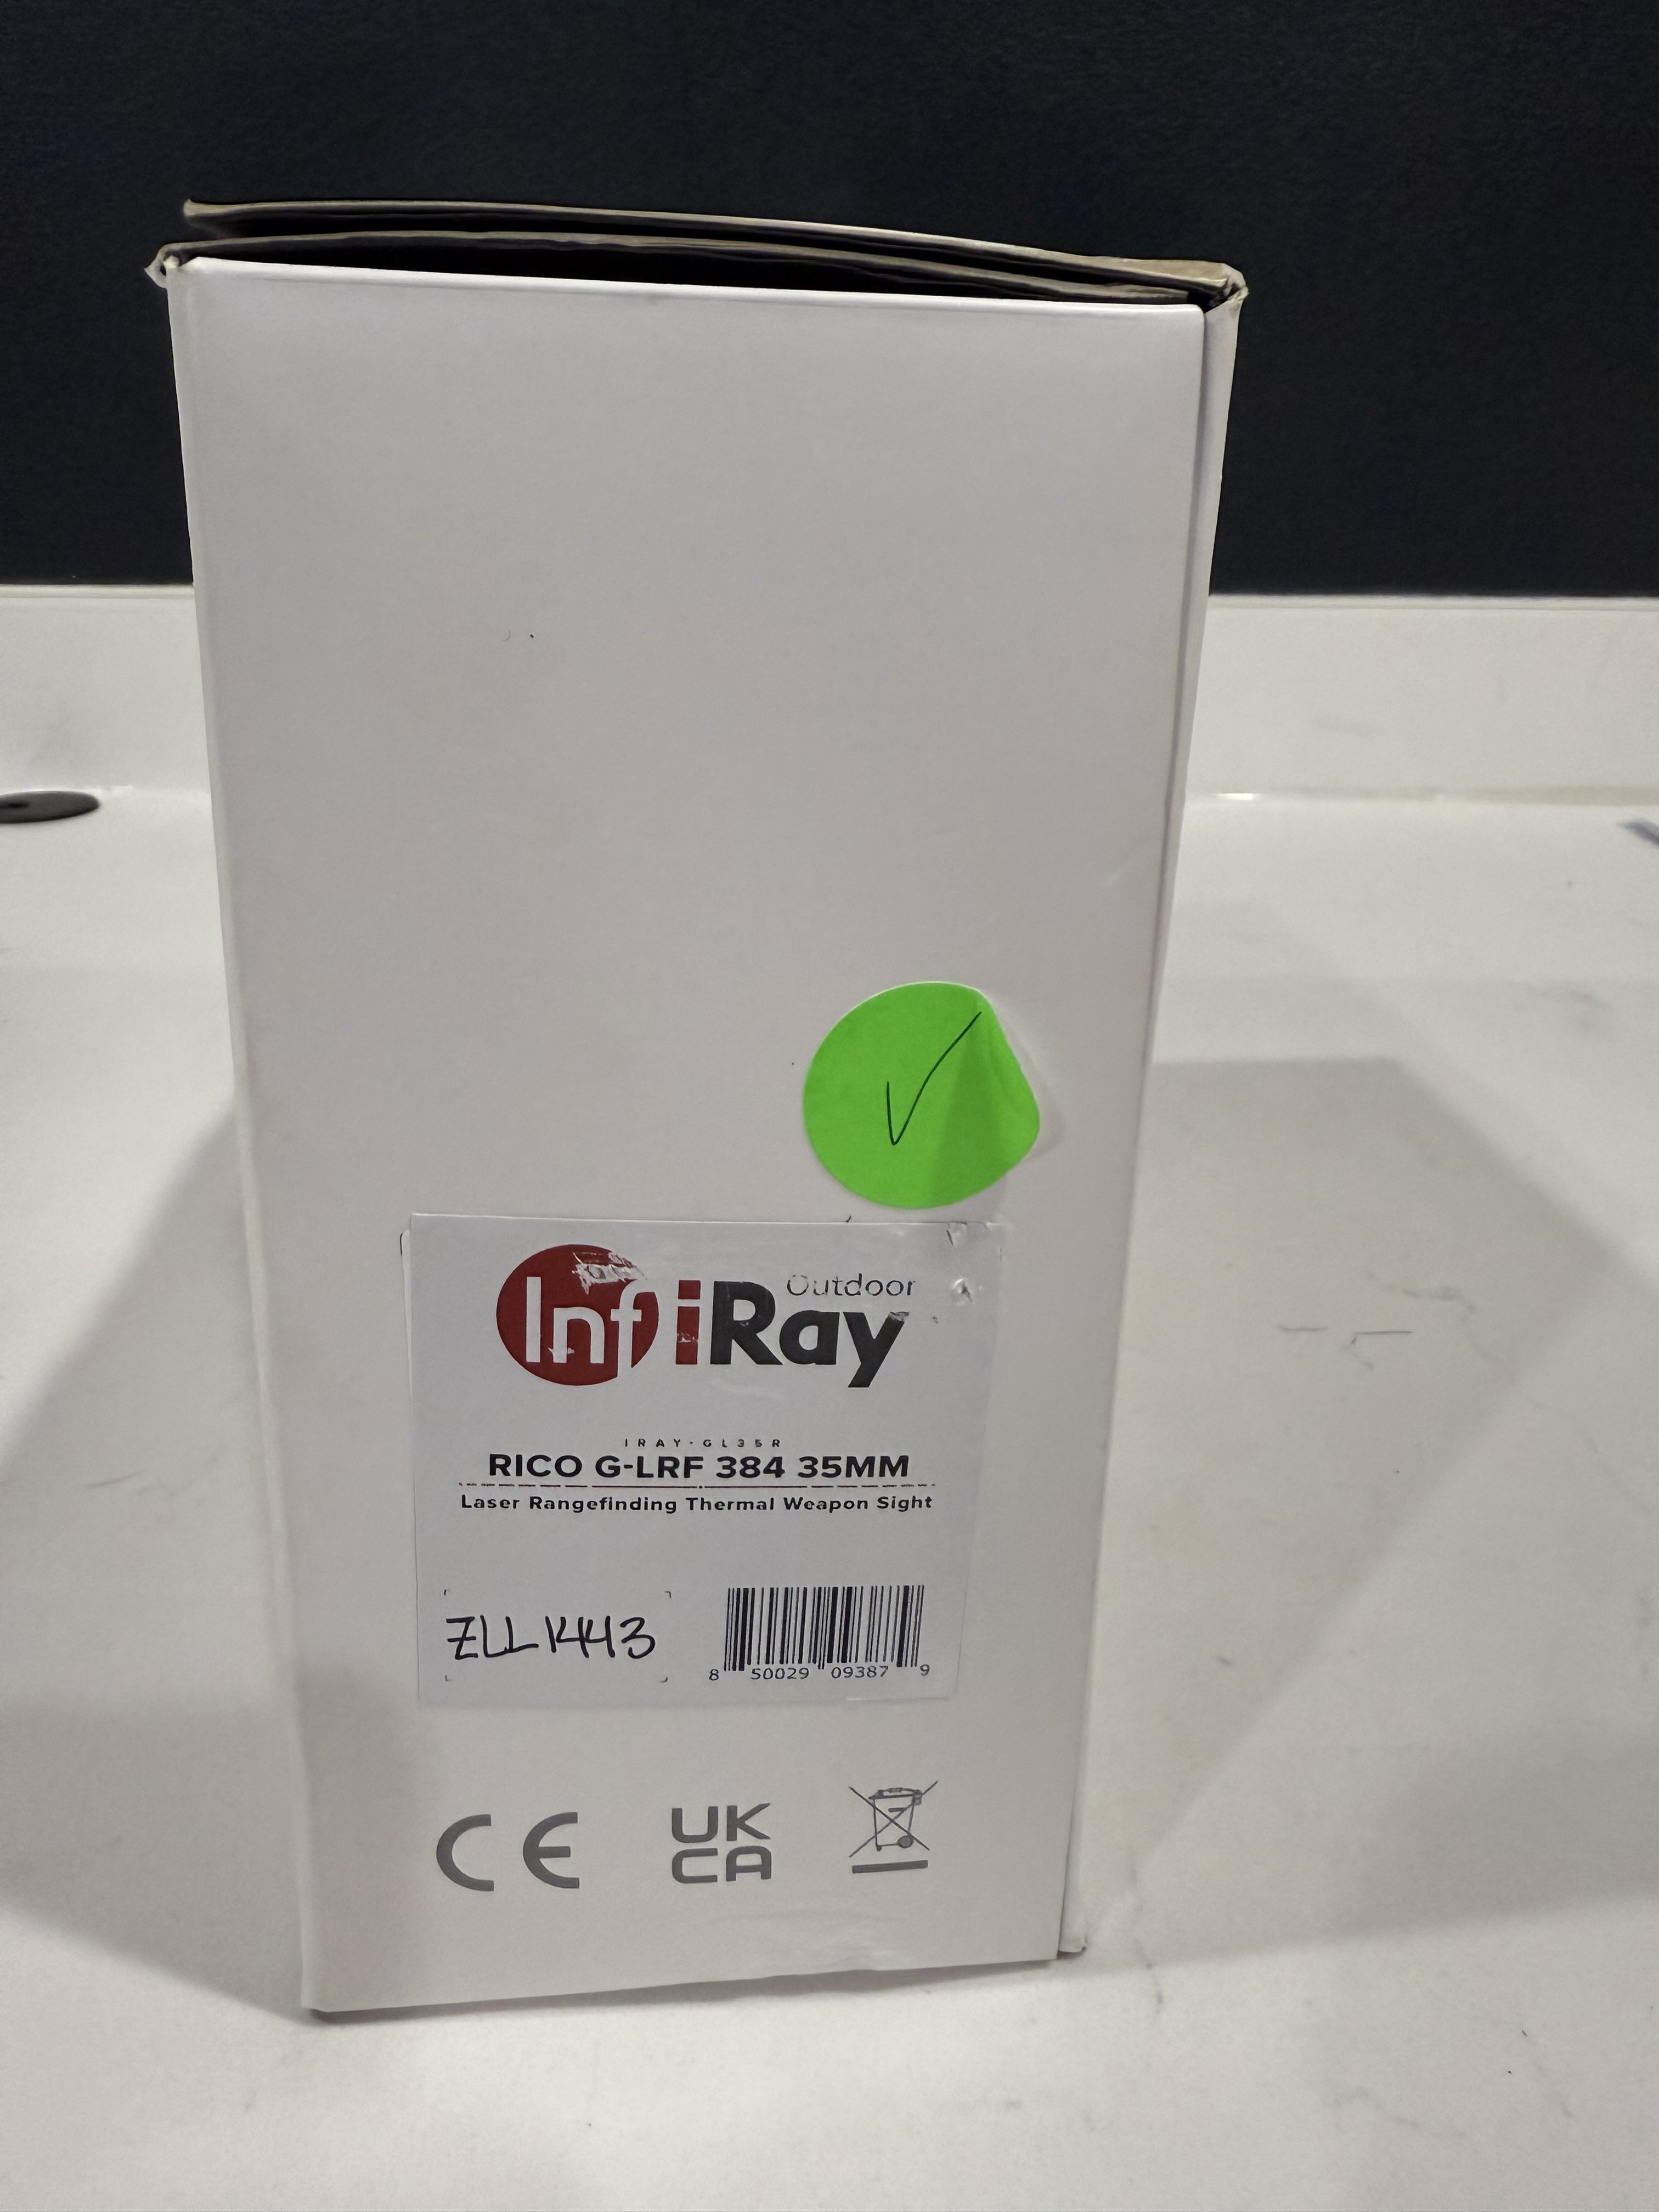 Outdoor
InfiRay
IRAY-GL35R
RICO G-LRF 384 35MM
Laser Rangefinding Thermal Weapon Sight
ZLL1443
8 50029 09387 9
CE
UK
CA